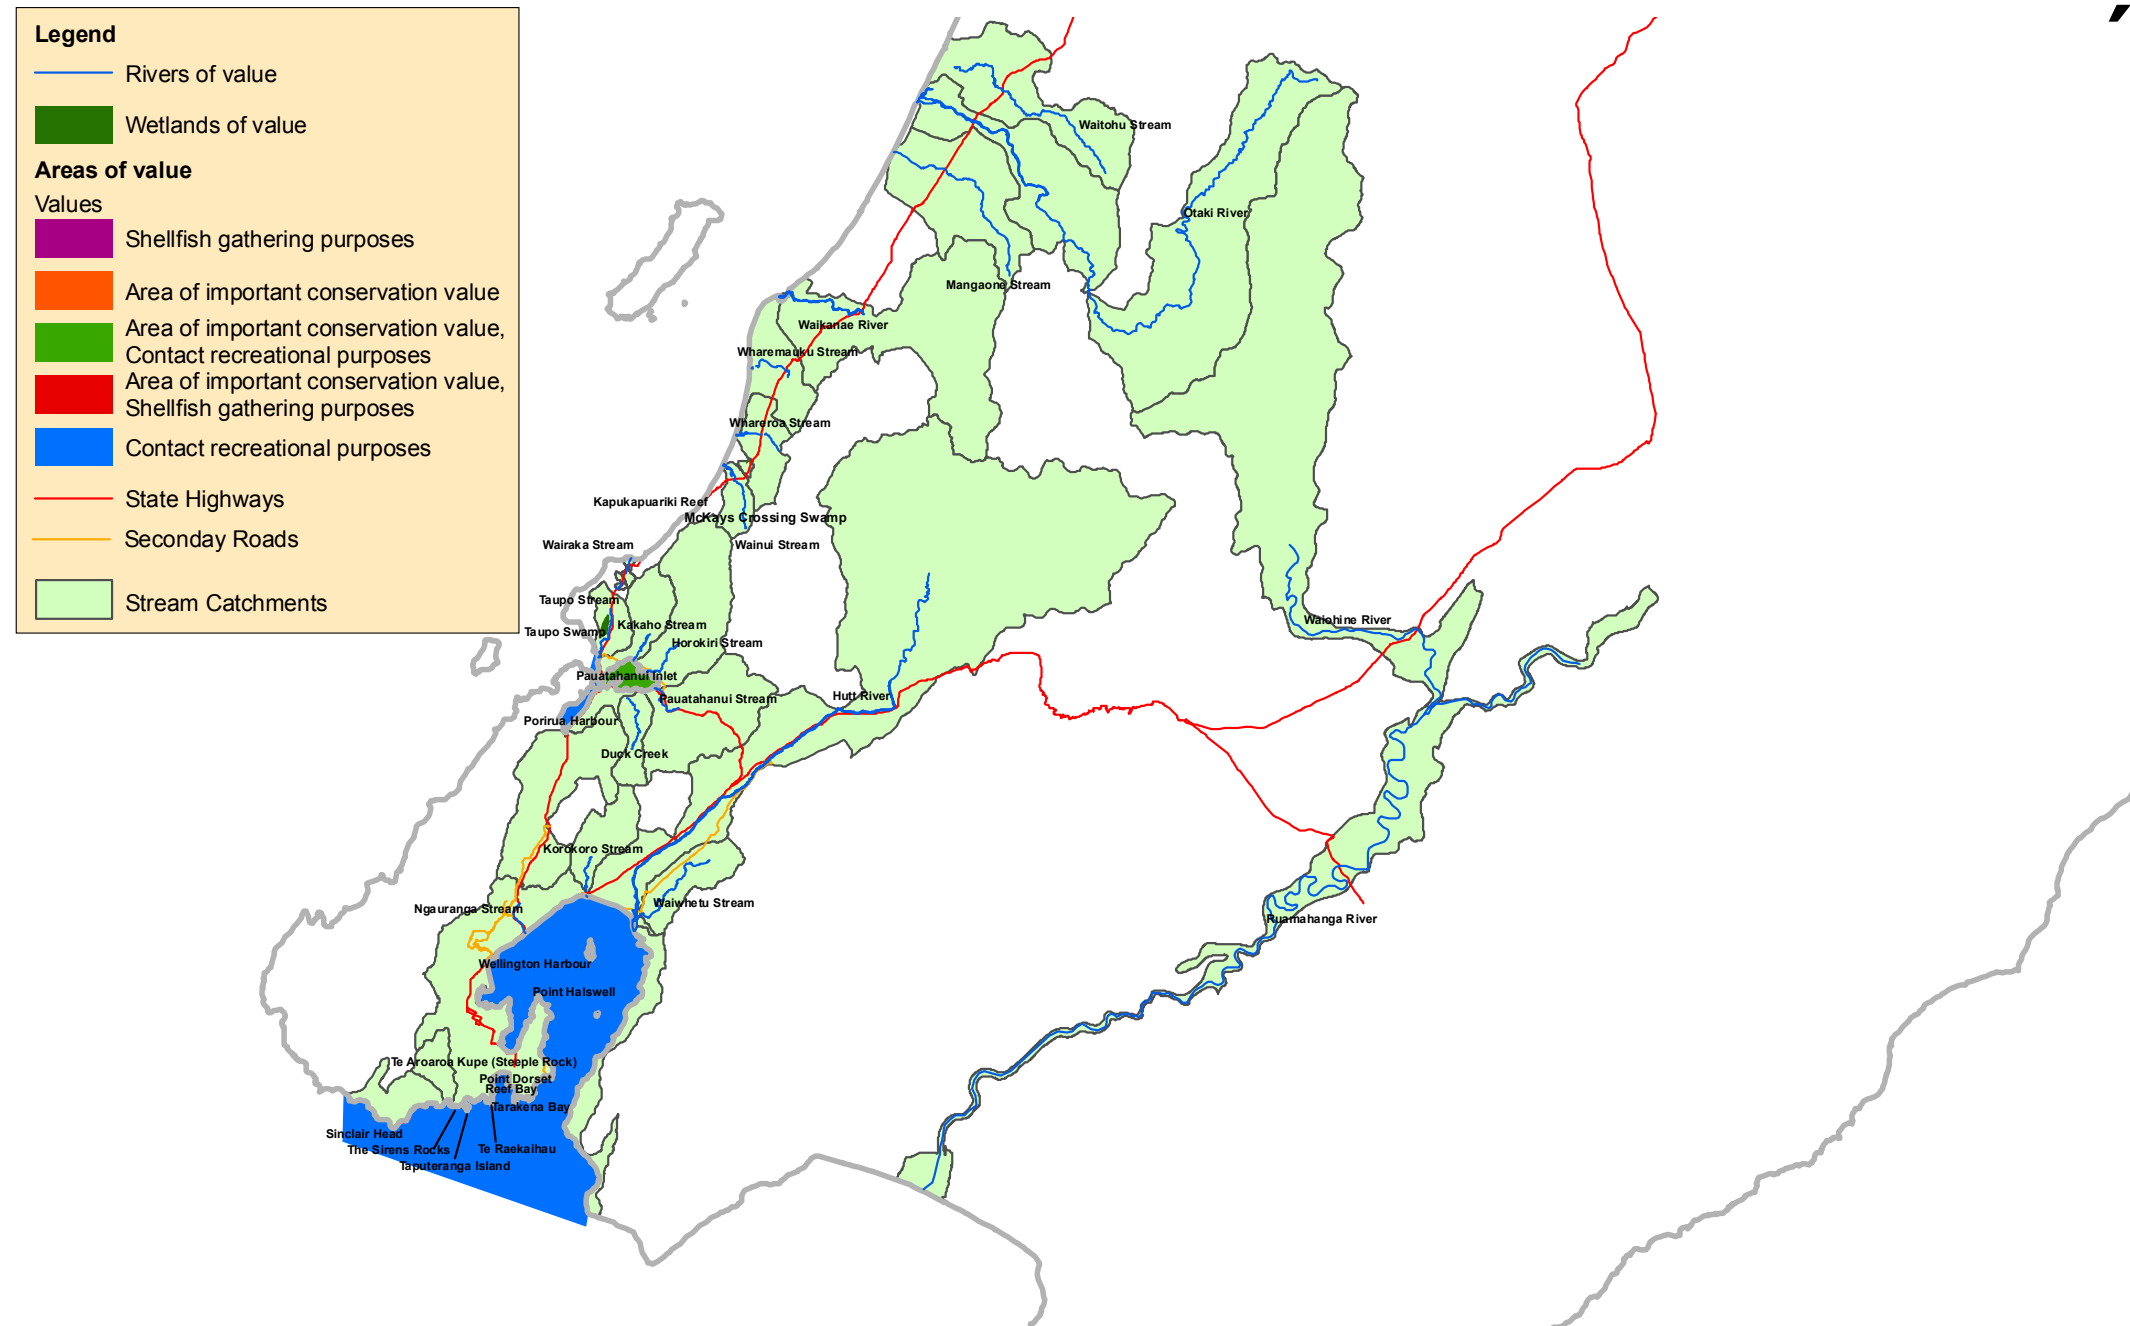 Legend
Rivers of value
Wetlands of value
Areas of value
Values
Shellfish gathering purposes
Area of important conservation value
Area of important conservation value,
Contact recreational purposes
Area of important conservation value,
Shellfish gathering purposes
Contact recreational purposes
State Highways
Seconday Roads
Stream Catchments
Waitohu Stream
Otaki River
Mangaone Stream
Waikanae River
Wharemauku Stream
Whareroa Stream
Kapukapuariki Reef
McKays Crossing Swamp
Wairaka Stream
Wainui Stream
Taupo Stream
Kakaho Stream
Taupo Swamp
Horokiri Stream
Waiohine River
Pauatahanui Inlet
Pauatahanui Stream
Hutt River
Porirua Harbour
Duck Creek
Korokoro Stream
Ngauranga Stream
Waiwhetu Stream
Ruamahanga River
Wellington Harbour
Point Halswell
Te Aroaroa Kupe (Steeple Rock)
Point Dorset
Reef Bay
Tarakena Bay
Sinclair Head
The Sirens Rocks
Te Raekaihau
Taputeranga Island